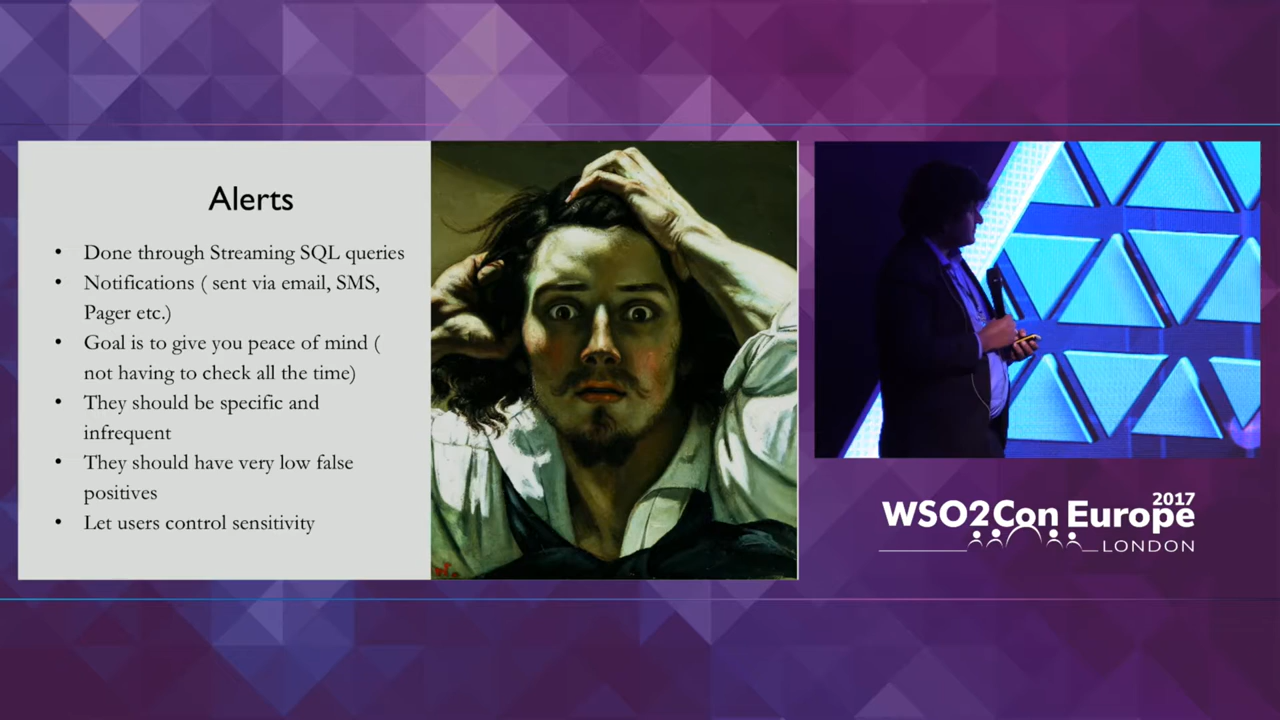 Alerts
• Done through Streaming SQL queries
• Notifications ( sent via email, SMS,
Pager etc.)
• Goal is to give you peace of mind (
not having to check all the time)
• They should be specific and
infrequent
• They should have very low false
positives
• Let users control sensitivity
2017
WSO2Con Europe
LONDON